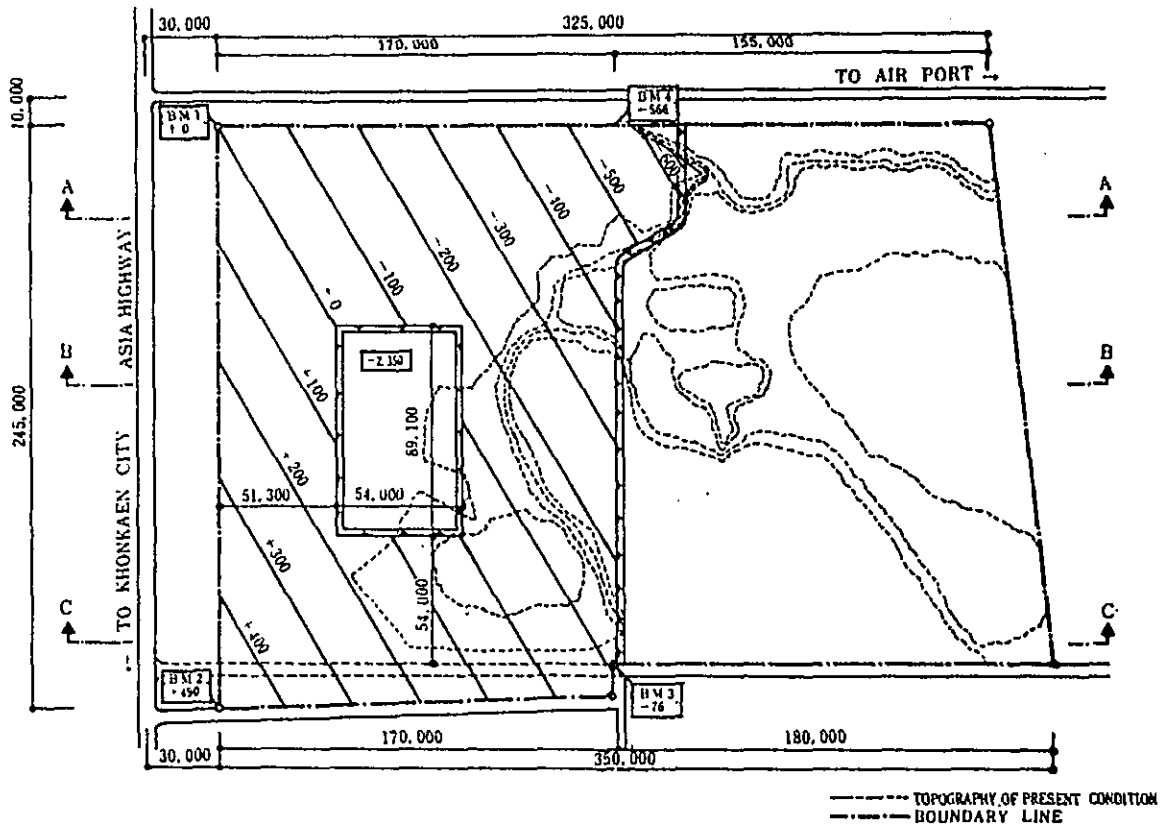 30,000
325,000
170,000
155,000
TO AIR PORT →
10,000
BM 1
± 0
BM 4
-566
A
A
-500
-400
-300
-200
-100
- 0
ASIA HIGHWAY
B
B
-2.350
+100
245,000
89,100
+200
51,300
54,000
+300
TO KHONKAEN CITY
C
C
54,000
+400
BM 2
+450
BM 3
-76
170,000
180,000
30,000
350,000
TOPOGRAPHY OF PRESENT CONDITION
BOUNDARY LINE